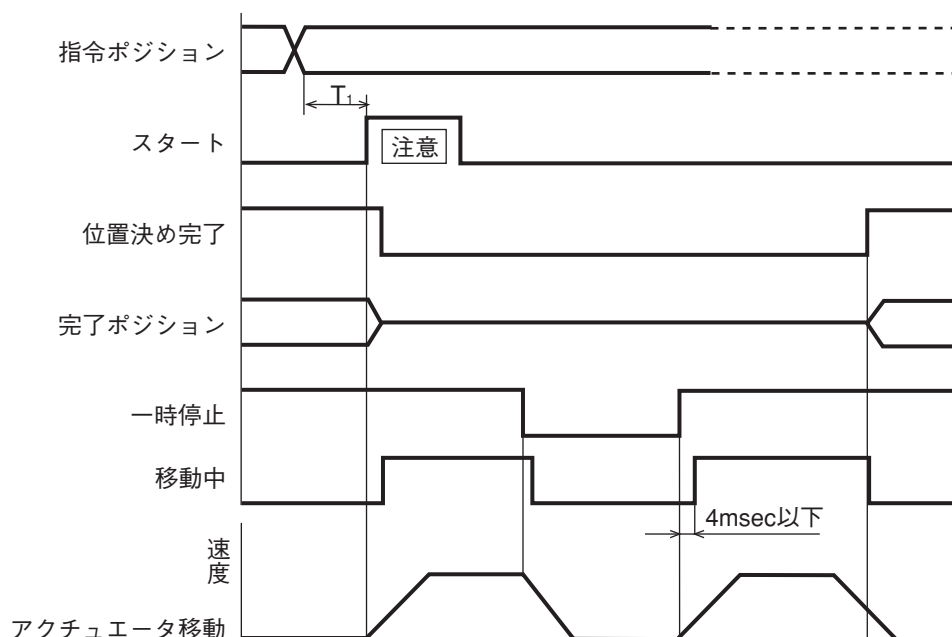 指令ポジション
T₁
スタート
注意
位置決め完了
完了ポジション
一時停止
移動中
4msec以下
速度
アクチュエータ移動